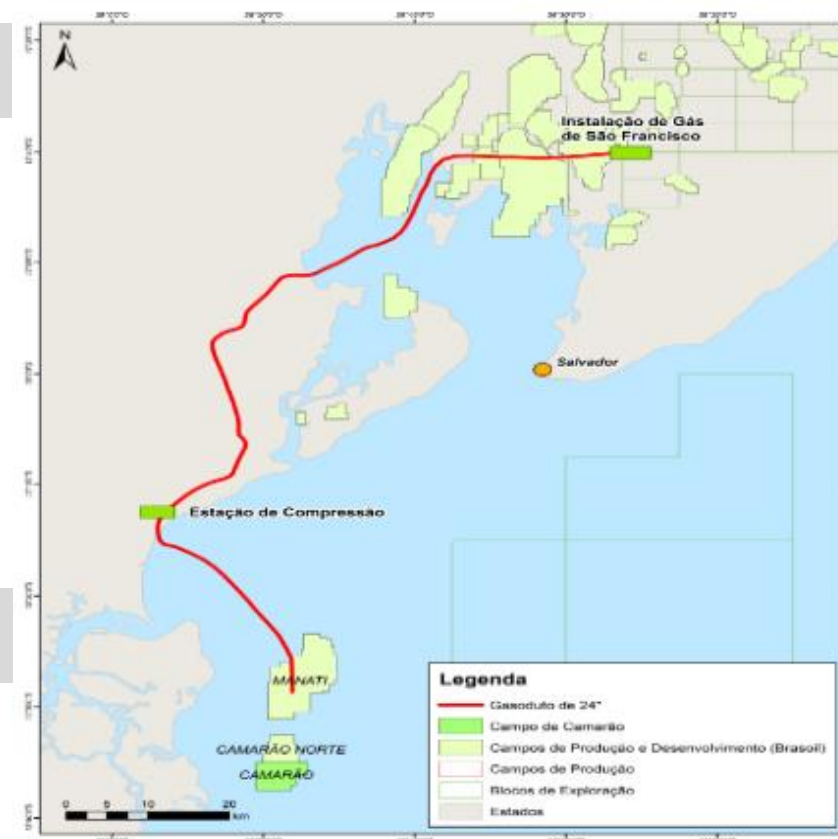 N
Instalação de Gás
de São Francisco
Salvador
Estação de Compressão
MANATI
CAMARÃO NORTE
CAMARÃO
Legenda
Gasoduto de 24"
Campo de Camarão
Campos de Produção e Desenvolvimento (Brasoil)
Campos de Produção
Blocos de Exploração
Estados
0 5 10 20
km